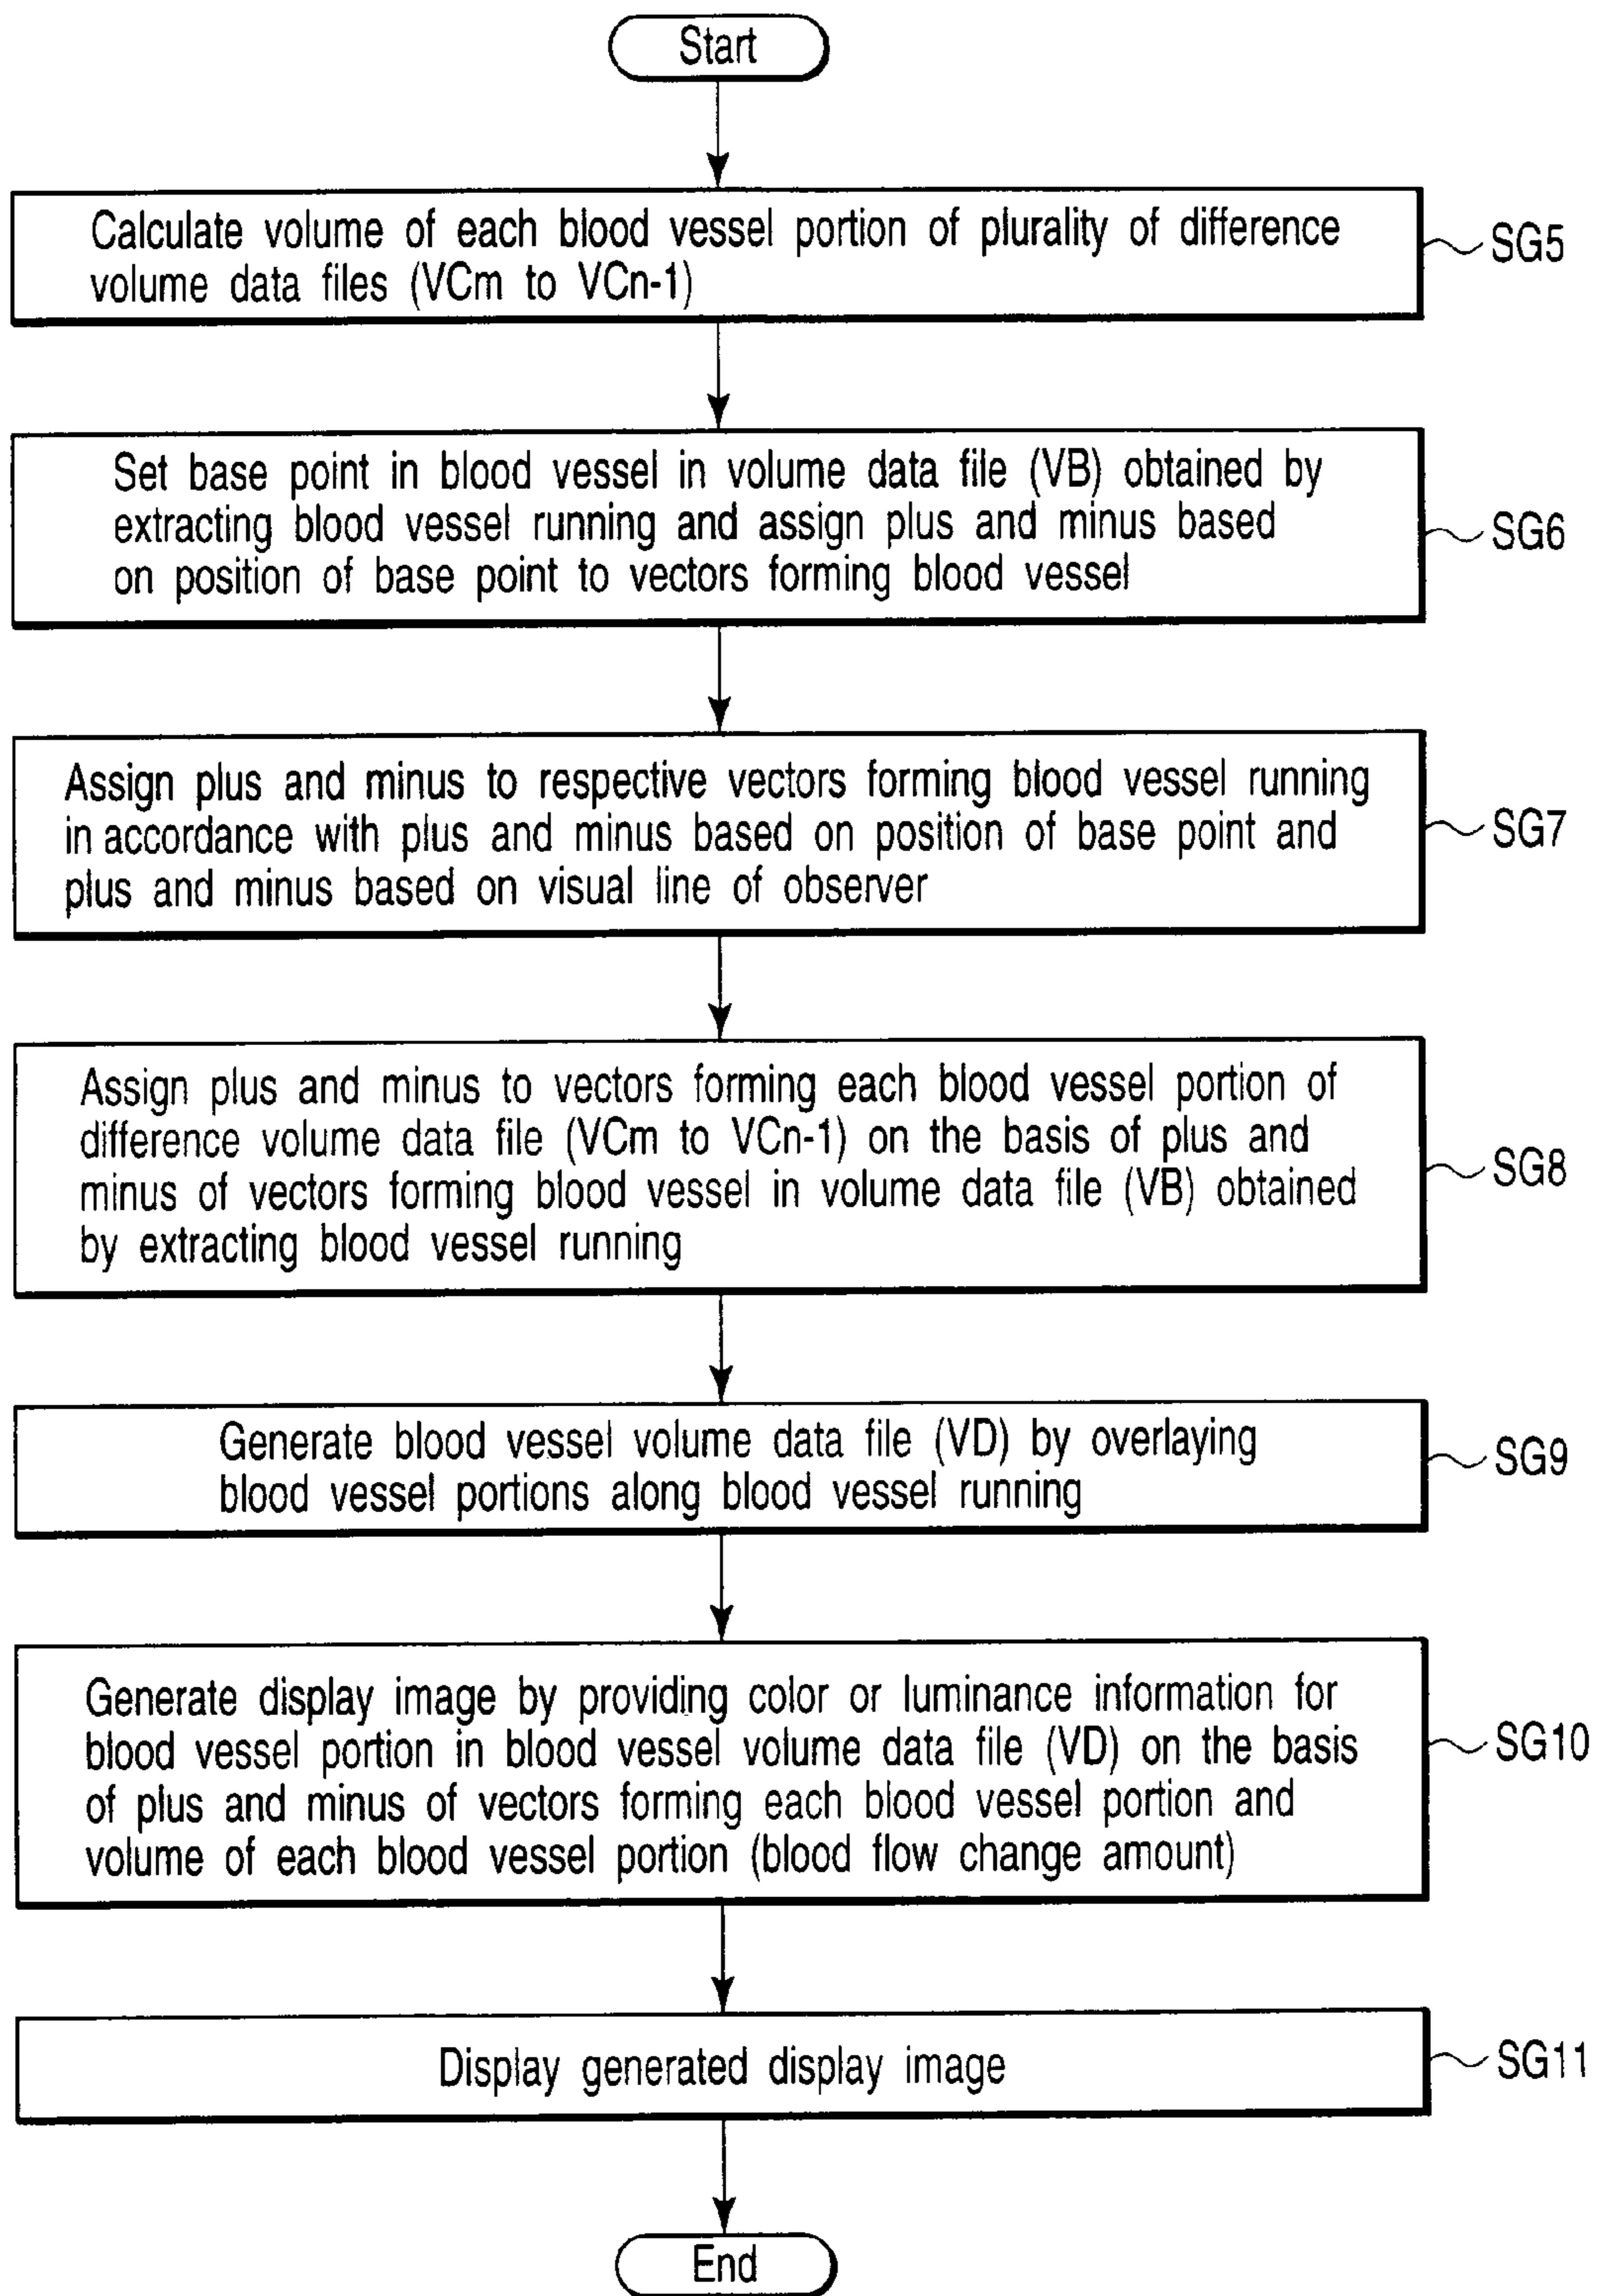 Start
Calculate volume of each blood vessel portion of plurality of difference
volume data files (VCm to VCn-1)
SG5
Set base point in blood vessel in volume data file (VB) obtained by
extracting blood vessel running and assign plus and minus based
on position of base point to vectors forming blood vessel
SG6
Assign plus and minus to respective vectors forming blood vessel running
in accordance with plus and minus based on position of base point and
plus and minus based on visual line of observer
SG7
Assign plus and minus to vectors forming each blood vessel portion of
difference volume data file (VCm to VCn-1) on the basis of plus and
minus of vectors forming blood vessel in volume data file (VB) obtained
by extracting blood vessel running
SG8
Generate blood vessel volume data file (VD) by overlaying
blood vessel portions along blood vessel running
SG9
Generate display image by providing color or luminance information for
blood vessel portion in blood vessel volume data file (VD) on the basis
of plus and minus of vectors forming each blood vessel portion and
volume of each blood vessel portion (blood flow change amount)
SG10
Display generated display image
SG11
End